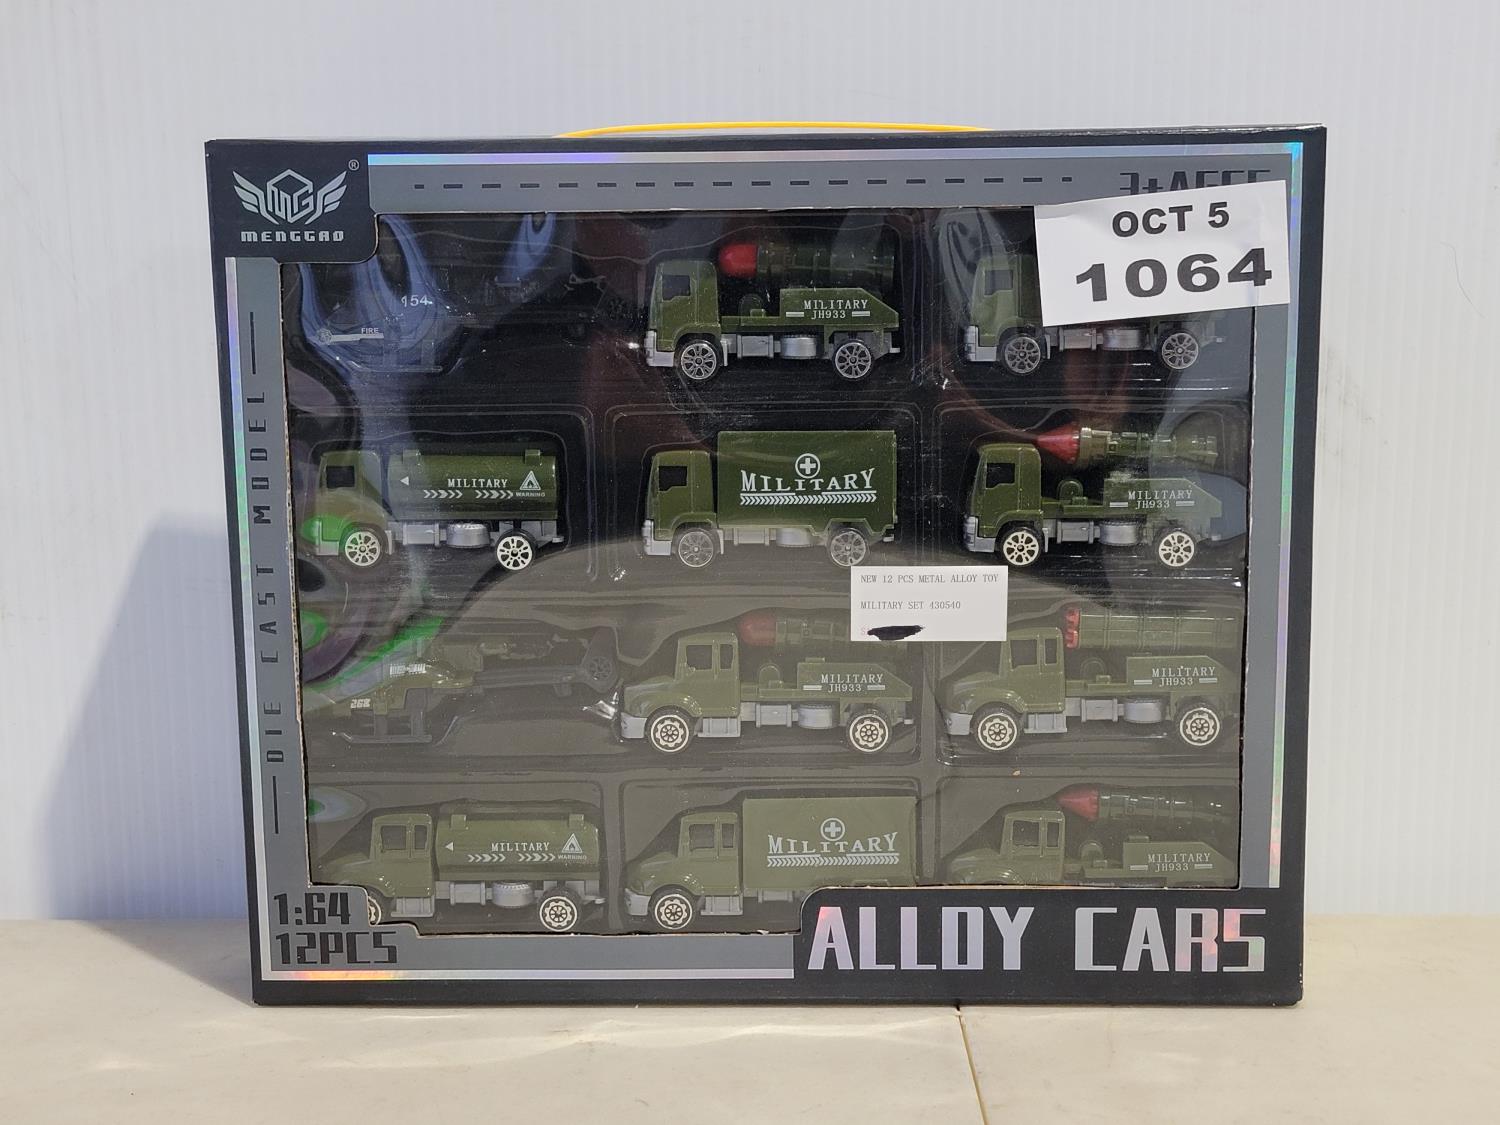 MG
®
MENGGAO
3+AGES
OCT 5
1064
DIE CAST MODEL
154
FIRE
MILITARY
JH933
MILITARY
WARNING
MILITARY
MILITARY
JH933
NEW 12 PCS METAL ALLOY TOY
MILITARY SET 430540
268
MILITARY
JH933
MILITARY
JH933
MILITARY
WARNING
MILITARY
MILITARY
JH933
1:64
12PCS
ALLOY CARS